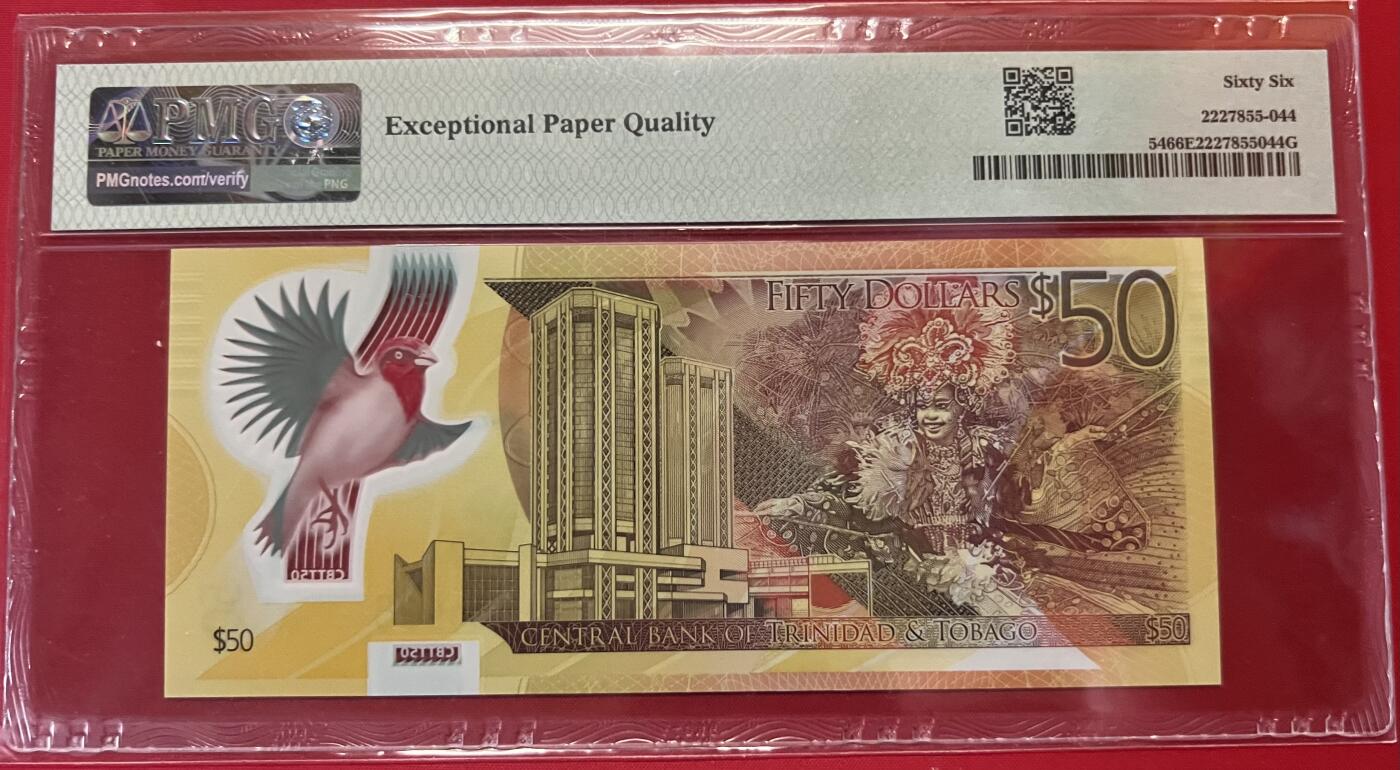 PMG
PAPER MONEY GUARANTY
PMGnotes.com/verify
PNG
Exceptional Paper Quality
Sixty Six
2227855-044
5466E2227855044G
FIFTY DOLLARS $50
CBTT50
$50
CBTT50
CENTRAL BANK OF TRINIDAD & TOBAGO
$50